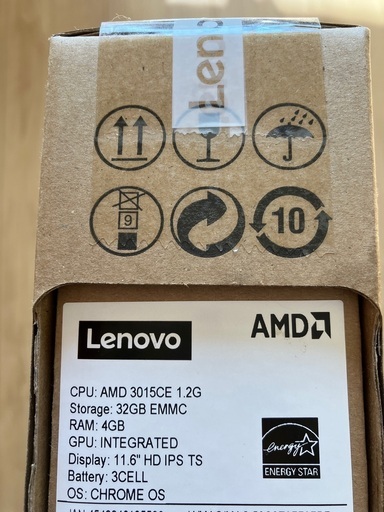 Lenovo
9
10
Lenovo
AMD
CPU: AMD 3015CE 1.2G
Storage: 32GB EMMC
RAM: 4GB
GPU: INTEGRATED
Display: 11.6" HD IPS TS
Battery: 3CELL
OS: CHROME OS
energy
ENERGY STAR